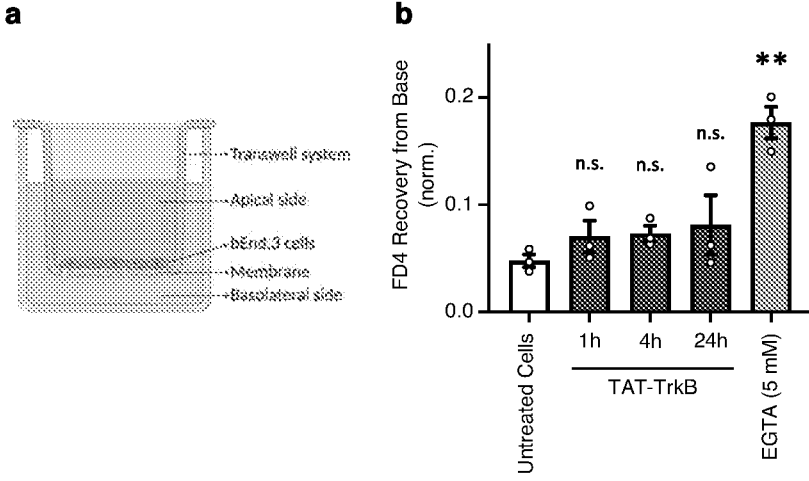 a
Transwell system
Apical side
bEnd.3 cells
Membrane
Basolateral side
b
FD4 Recovery from Base
(norm.)
0.2
0.1
0.0
n.s.
n.s.
n.s.
**
Untreated Cells
1h
4h
24h
TAT-TrkB
EGTA (5 mM)